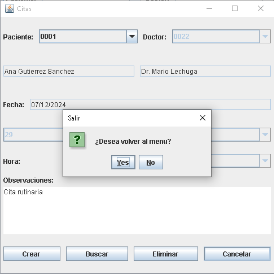 Citas
Paciente: 0001 Doctor: 0022
Ana Gutierrez Sanchez Dr. Mario Lechuga
Fecha: 07/12/2024
Salir
¿Desea volver al menu?
20
Yes No
Hora:
Observaciones:
Cita rutinaria
Crear Buscar Eliminar Cancelar